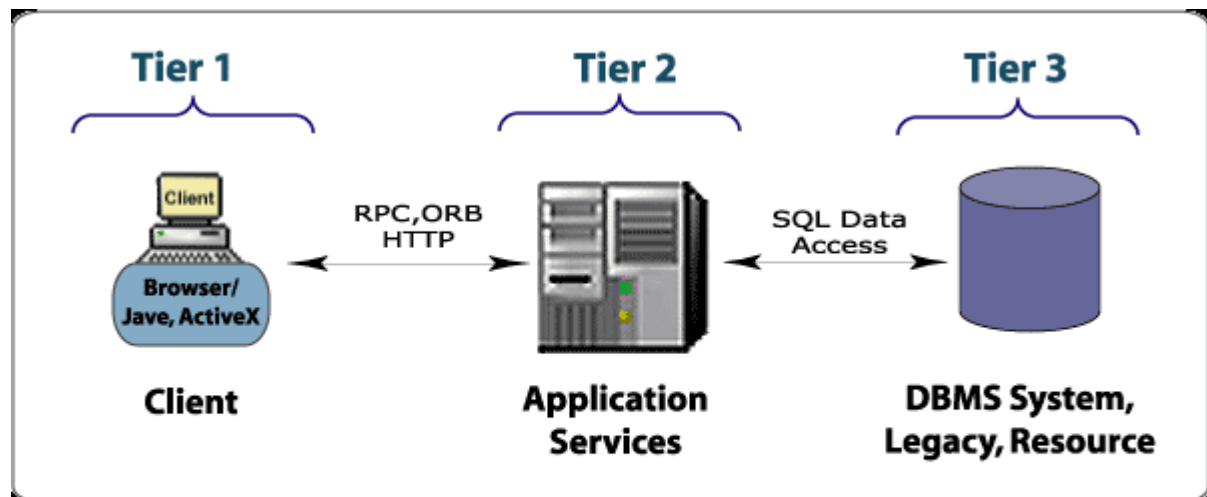 Tier 1
Tier 2
Tier 3
Client
Browser/
Jave, ActiveX
RPC,ORB
HTTP
SQL Data
Access
Client
Application
Services
DBMS System,
Legacy, Resource